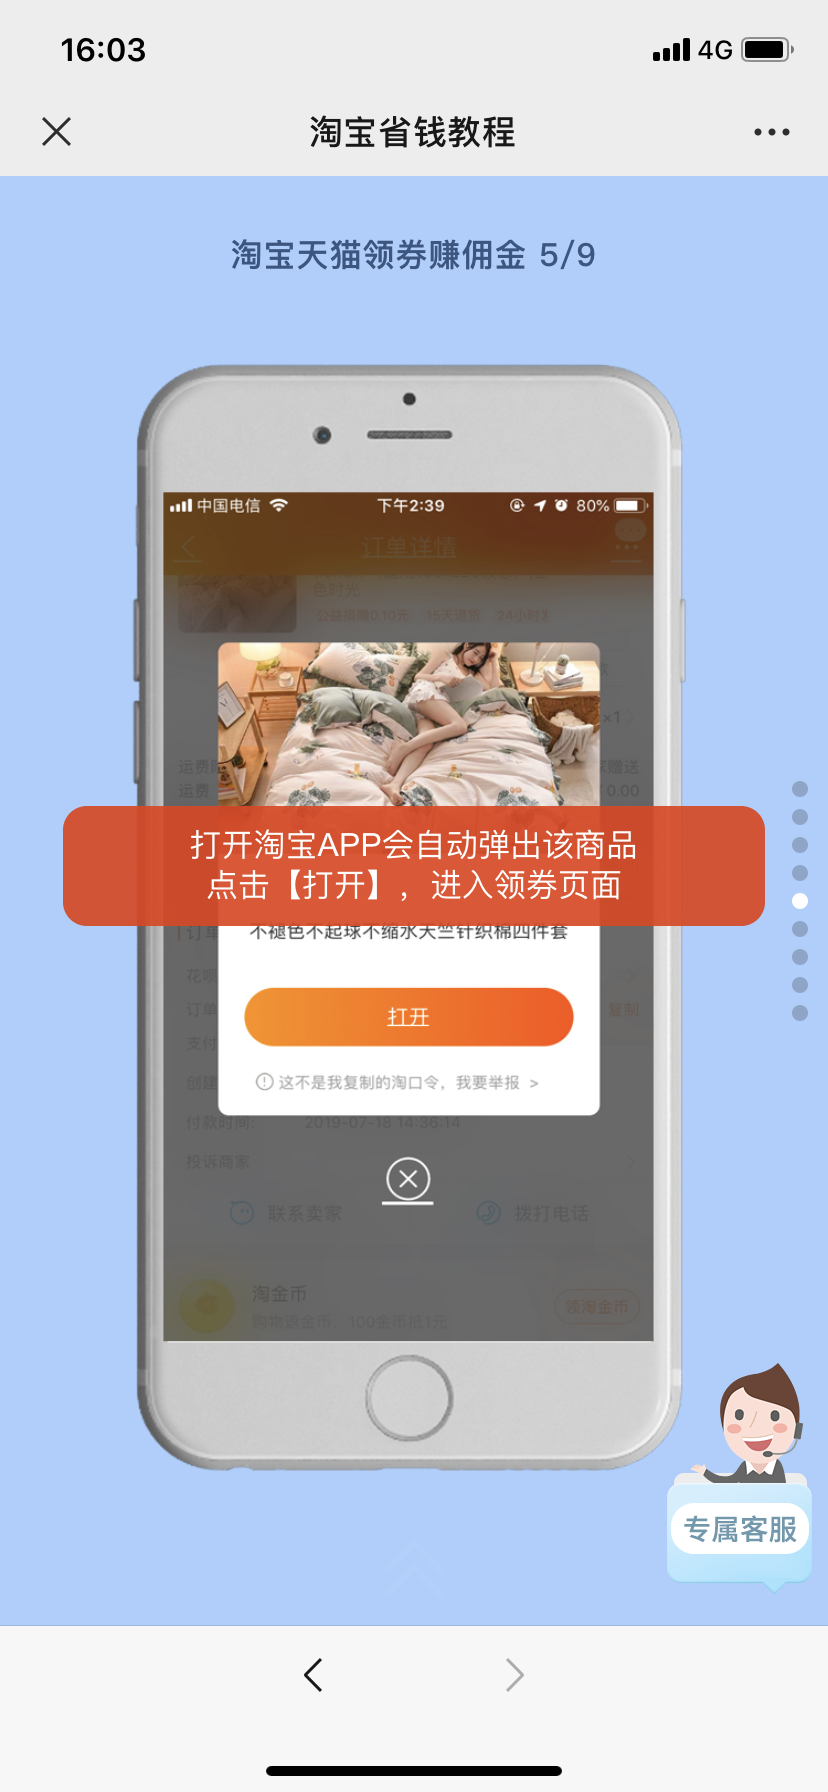 16:03
4G
淘宝省钱教程
淘宝天猫领券赚佣金 5/9
中国电信
下午2:39
80%
订单详情
色时光
公益捐赠0.10元 15天退货 24小时发
×1
运费
赠送
运费
0.00
打开淘宝APP会自动弹出该商品
点击【打开】，进入领券页面
订单
不褪色不起球不缩水天竺针织棉四件套
花呗
订单
复制
支付
打开
创建
这不是我复制的淘口令，我要举报 >
付款时间: 2019-07-18 14:36:14
投诉商家
联系卖家
拨打电话
淘金币
购物返金币 100金币抵1元
领淘金币
专属客服